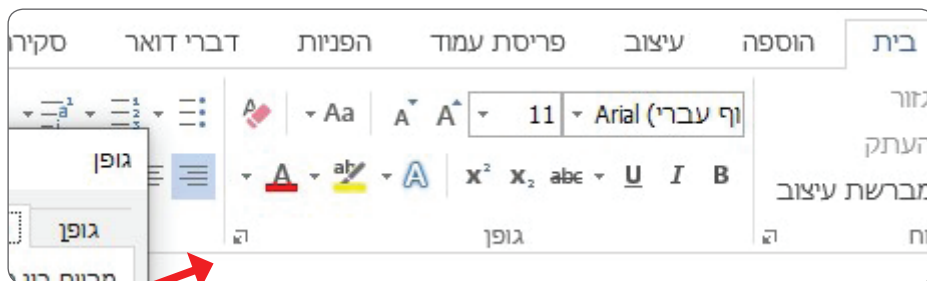 בית הוספה עיצוב פריסת עמוד הפניות דברי דואר
גזור
העתק
מברשת עיצוב
Arial (וף עברי 11 A A Aa A
B I U abc x₂ x² A ab A
גופן
גופן
גופן